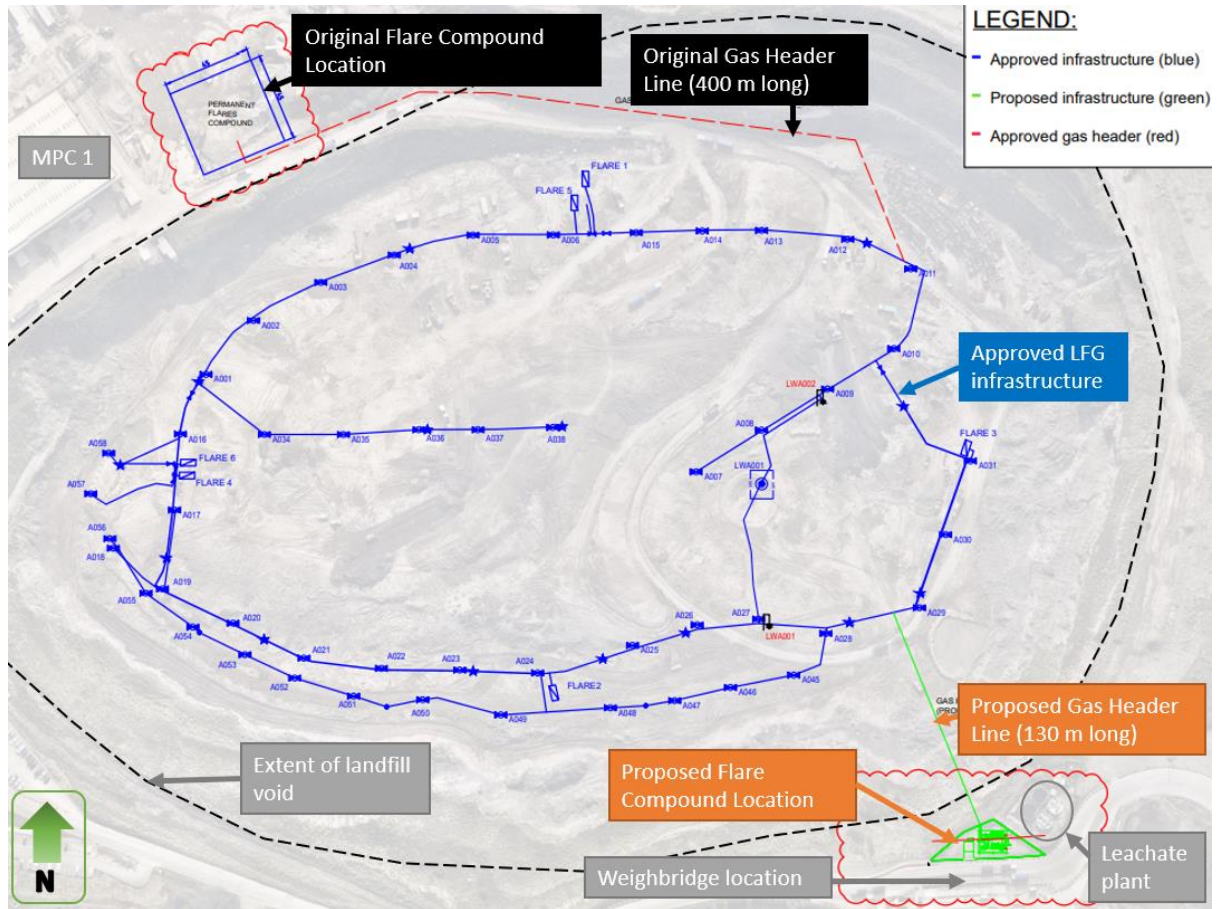 Original Flare Compound
Location
Original Gas Header
Line (400 m long)
LEGEND:
Approved infrastructure (blue)
Proposed infrastructure (green)
Approved gas header (red)
PERMANENT
FLARES
COMPOUND
MPC 1
FLARE 1
FLARE 5
A005
A006
A015
A014
A013
A012
A004
A011
A003
A002
A010
Approved LFG
infrastructure
A001
LWA002
A009
A016
A034
A035
A036
A037
A038
A008
A058
FLARE 6
FLARE 4
FLARE 3
A031
A007
LWA001
A057
A017
A056
A018
A030
A019
A055
A029
A020
A054
A026
A027
LWA001
A028
A053
A021
A022
A023
A024
A025
A052
A045
FLARE2
A046
A051
A050
A049
A048
A047
Proposed Gas Header
Line (130 m long)
Extent of landfill
void
Proposed Flare
Compound Location
Weighbridge location
Leachate
plant
N